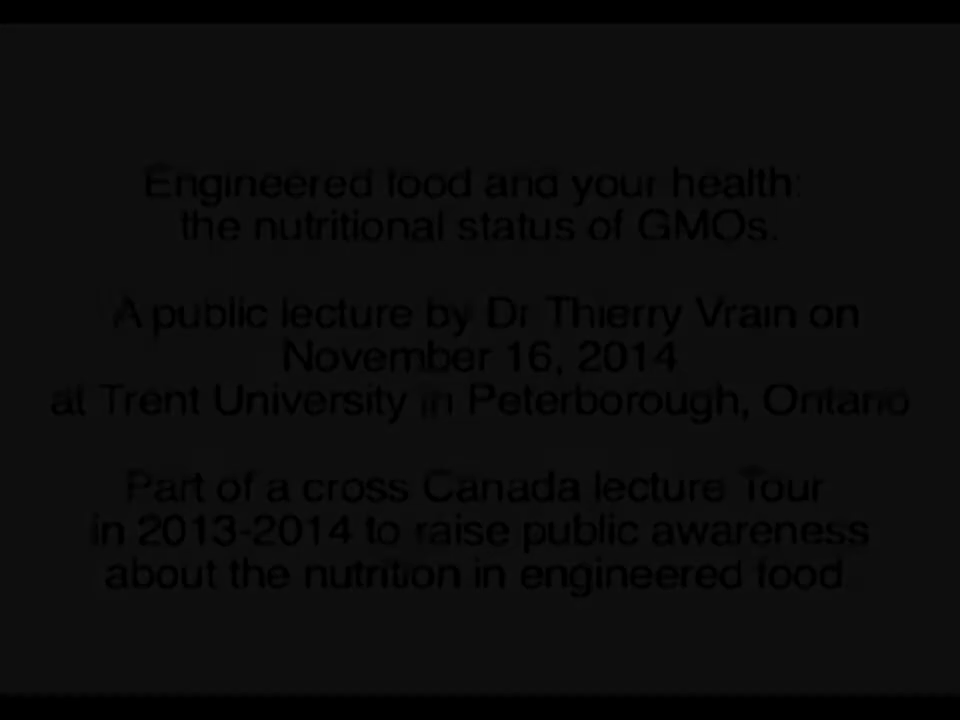 Engineered food and your health:
the nutritional status of GMOs.
A public lecture by Dr Thierry Vrain on
November 16, 2014
at Trent University in Peterborough, Ontario
Part of a cross Canada lecture Tour
in 2013-2014 to raise public awareness
about the nutrition in engineered food